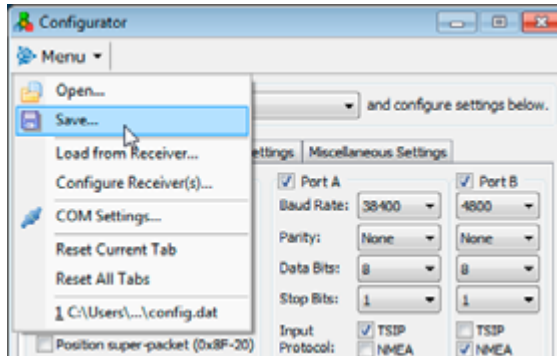 Configurator
Menu
Open...
Save...
Load from Receiver...
Configure Receiver(s)...
COM Settings...
Reset Current Tab
Reset All Tabs
1 C:\Users\...\config.dat
Position super-packet (0x8F-20)
and configure settings below.
ettings Miscellaneous Settings
Port A Port B
Baud Rate: 38400 4800
Parity: None None
Data Bits: 8 8
Stop Bits: 1 1
Input Protocol: TSIP TSIP
NMEA NMEA